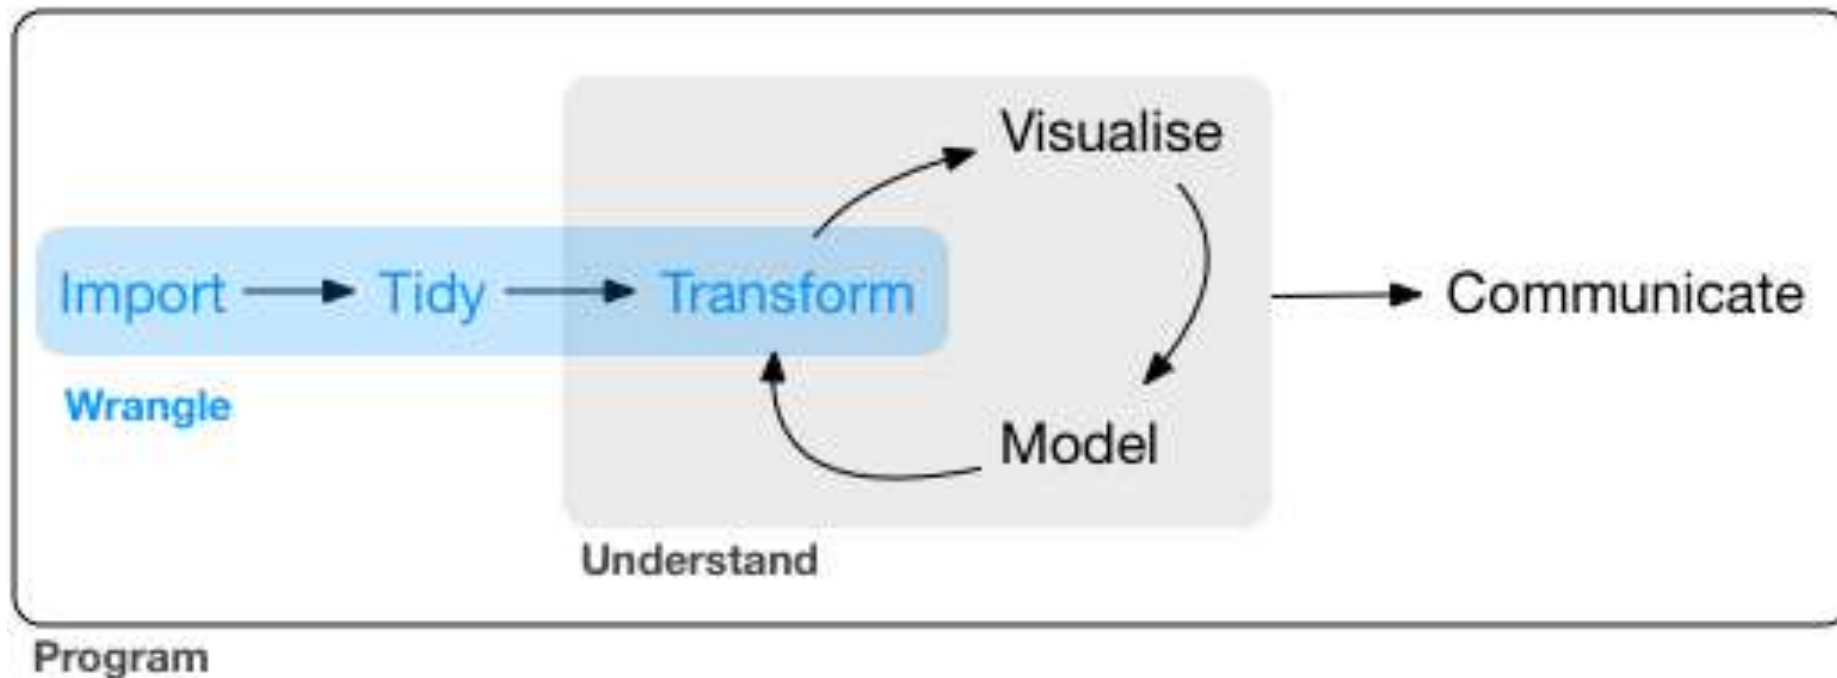 Visualise
Import
Tidy
Transform
Communicate
Wrangle
Model
Understand
Program